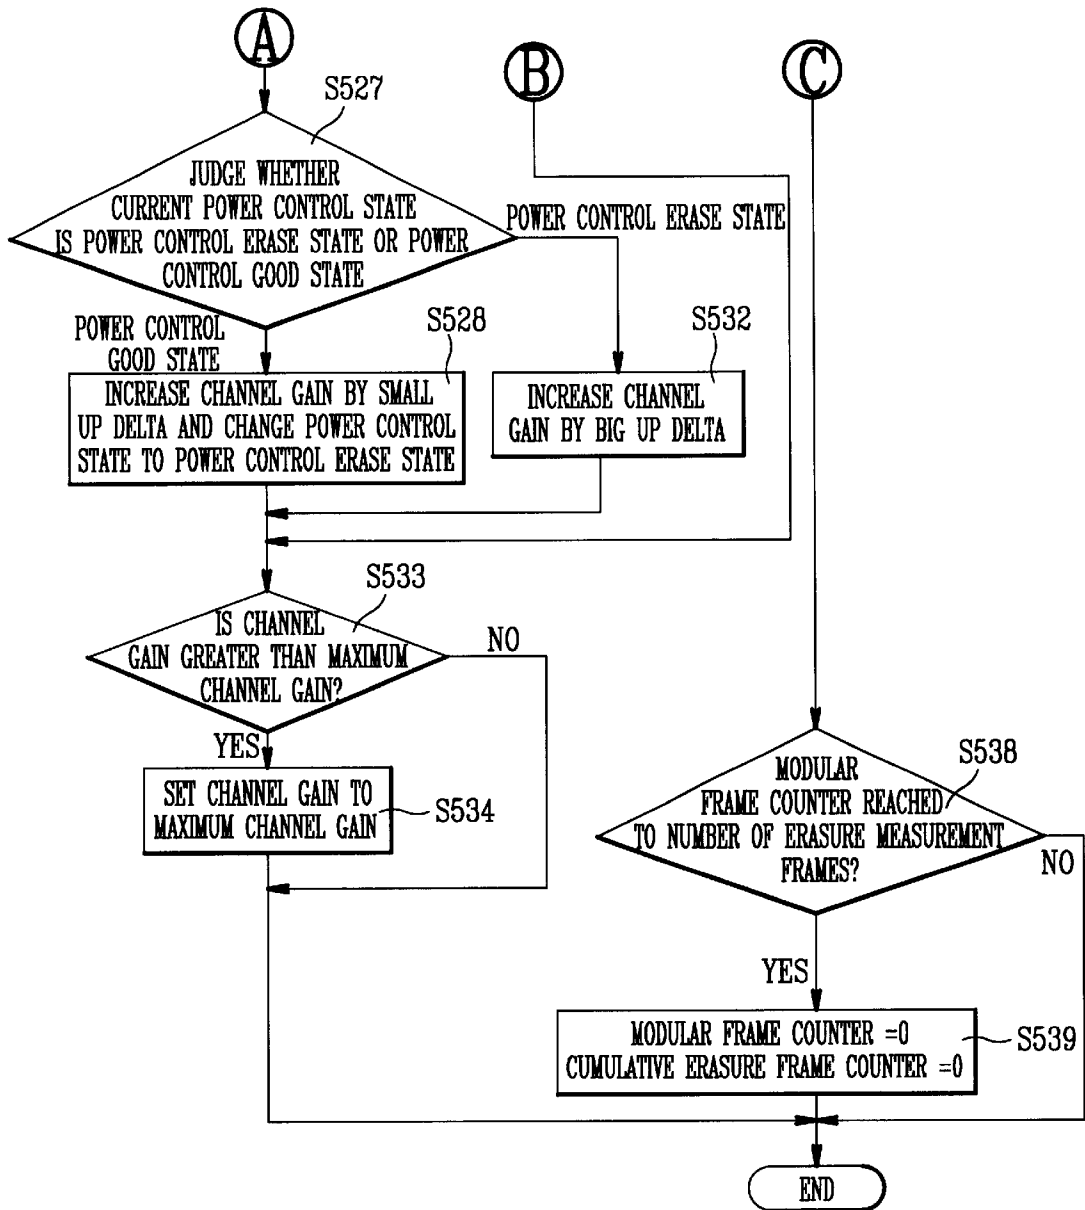 A
B
C
S527
JUDGE WHETHER
CURRENT POWER CONTROL STATE
IS POWER CONTROL ERASE STATE OR POWER
CONTROL GOOD STATE
POWER CONTROL ERASE STATE
POWER CONTROL
GOOD STATE
S528
INCREASE CHANNEL GAIN BY SMALL
UP DELTA AND CHANGE POWER CONTROL
STATE TO POWER CONTROL ERASE STATE
S532
INCREASE CHANNEL
GAIN BY BIG UP DELTA
S533
IS CHANNEL
GAIN GREATER THAN MAXIMUM
CHANNEL GAIN?
NO
YES
SET CHANNEL GAIN TO
MAXIMUM CHANNEL GAIN
S534
S538
MODULAR
FRAME COUNTER REACHED
TO NUMBER OF ERASURE MEASUREMENT
FRAMES?
NO
YES
MODULAR FRAME COUNTER =0
CUMULATIVE ERASURE FRAME COUNTER =0
S539
END